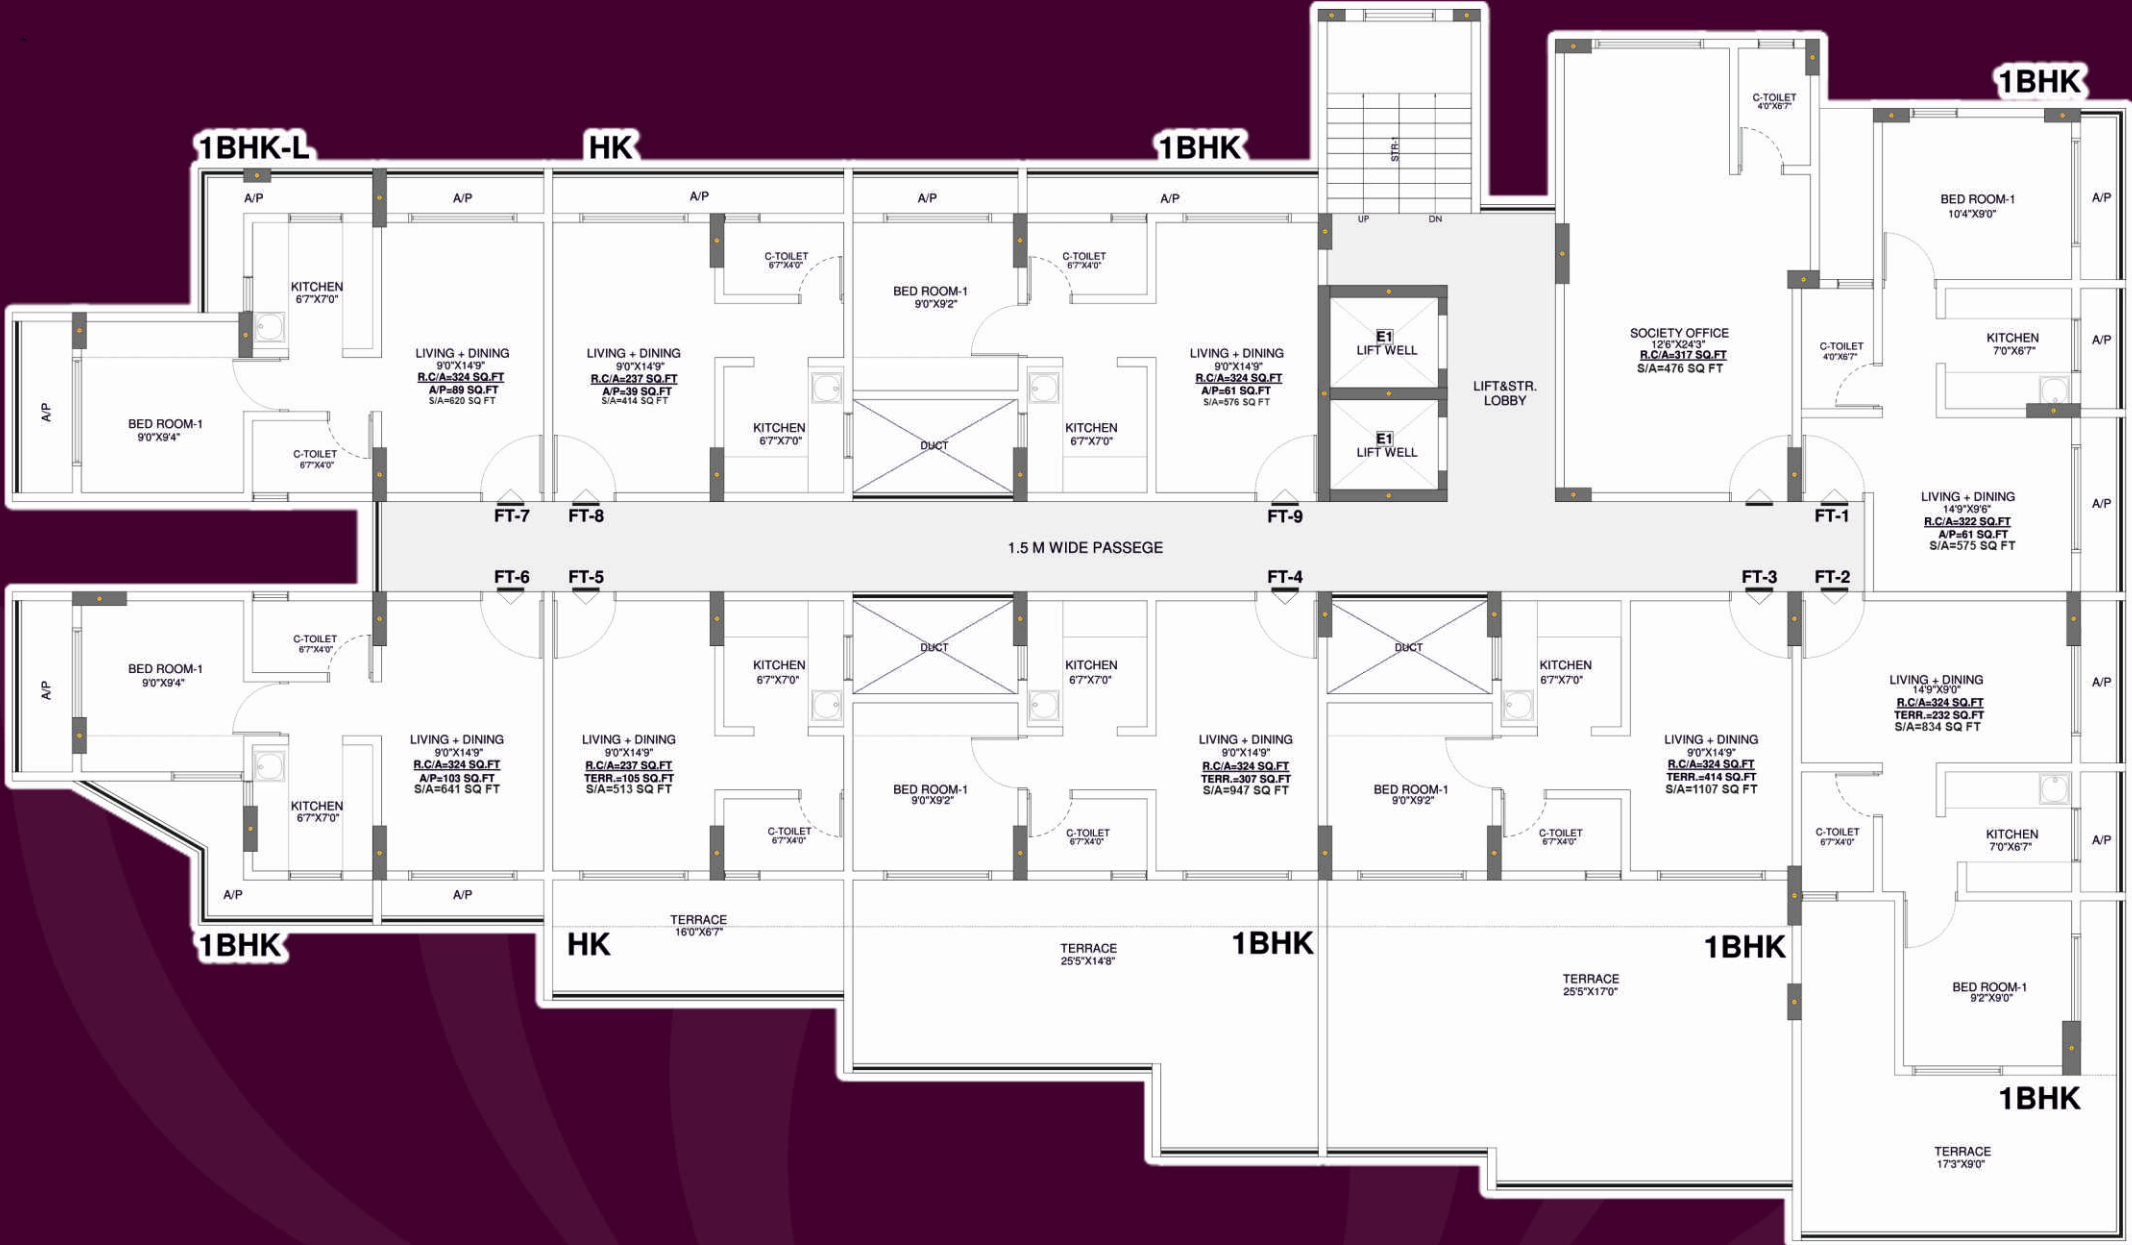 1BHK-L
HK
1BHK
1BHK
A/P
A/P
A/P
A/P
A/P
STR-1
UP
DN
C-TOILET
4'0"X6'7"
BED ROOM-1
10'4"X9'0"
A/P
KITCHEN
6'7"X7'0"
LIVING + DINING
9'0"X14'9"
R.C/A=324 SQ.FT
A/P=89 SQ.FT
S/A=620 SQ FT
A/P
BED ROOM-1
9'0"X9'4"
C-TOILET
6'7"X4'0"
LIVING + DINING
9'0"X14'9"
R.C/A=237 SQ.FT
A/P=39 SQ.FT
S/A=414 SQ FT
C-TOILET
6'7"X4'0"
KITCHEN
6'7"X7'0"
BED ROOM-1
9'0"X9'2"
DUCT
C-TOILET
6'7"X4'0"
KITCHEN
6'7"X7'0"
LIVING + DINING
9'0"X14'9"
R.C/A=324 SQ.FT
A/P=61 SQ.FT
S/A=576 SQ FT
E1
LIFT WELL
E1
LIFT WELL
LIFT&STR.
LOBBY
SOCIETY OFFICE
12'6"X24'3"
R.C/A=317 SQ.FT
S/A=476 SQ FT
C-TOILET
4'0"X6'7"
KITCHEN
7'0"X6'7"
A/P
LIVING + DINING
14'9"X9'6"
R.C/A=322 SQ.FT
A/P=61 SQ.FT
S/A=575 SQ FT
A/P
FT-7
FT-8
FT-9
FT-1
1.5 M WIDE PASSEGE
FT-6
FT-5
FT-4
FT-3
FT-2
A/P
BED ROOM-1
9'0"X9'4"
C-TOILET
6'7"X4'0"
KITCHEN
6'7"X7'0"
LIVING + DINING
9'0"X14'9"
R.C/A=324 SQ.FT
A/P=103 SQ.FT
S/A=641 SQ FT
A/P
A/P
LIVING + DINING
9'0"X14'9"
R.C/A=237 SQ.FT
TERR.=105 SQ.FT
S/A=513 SQ FT
KITCHEN
6'7"X7'0"
C-TOILET
6'7"X4'0"
DUCT
BED ROOM-1
9'0"X9'2"
KITCHEN
6'7"X7'0"
C-TOILET
6'7"X4'0"
LIVING + DINING
9'0"X14'9"
R.C/A=324 SQ.FT
TERR.=307 SQ.FT
S/A=947 SQ FT
DUCT
BED ROOM-1
9'0"X9'2"
KITCHEN
6'7"X7'0"
C-TOILET
6'7"X4'0"
LIVING + DINING
9'0"X14'9"
R.C/A=324 SQ.FT
TERR.=414 SQ.FT
S/A=1107 SQ FT
LIVING + DINING
14'9"X9'0"
R.C/A=324 SQ.FT
TERR.=232 SQ.FT
S/A=834 SQ FT
A/P
C-TOILET
6'7"X4'0"
KITCHEN
7'0"X6'7"
A/P
1BHK
HK
TERRACE
16'0"X6'7"
TERRACE
25'5"X14'8"
1BHK
TERRACE
25'5"X17'0"
1BHK
BED ROOM-1
9'2"X9'0"
1BHK
TERRACE
17'3"X9'0"